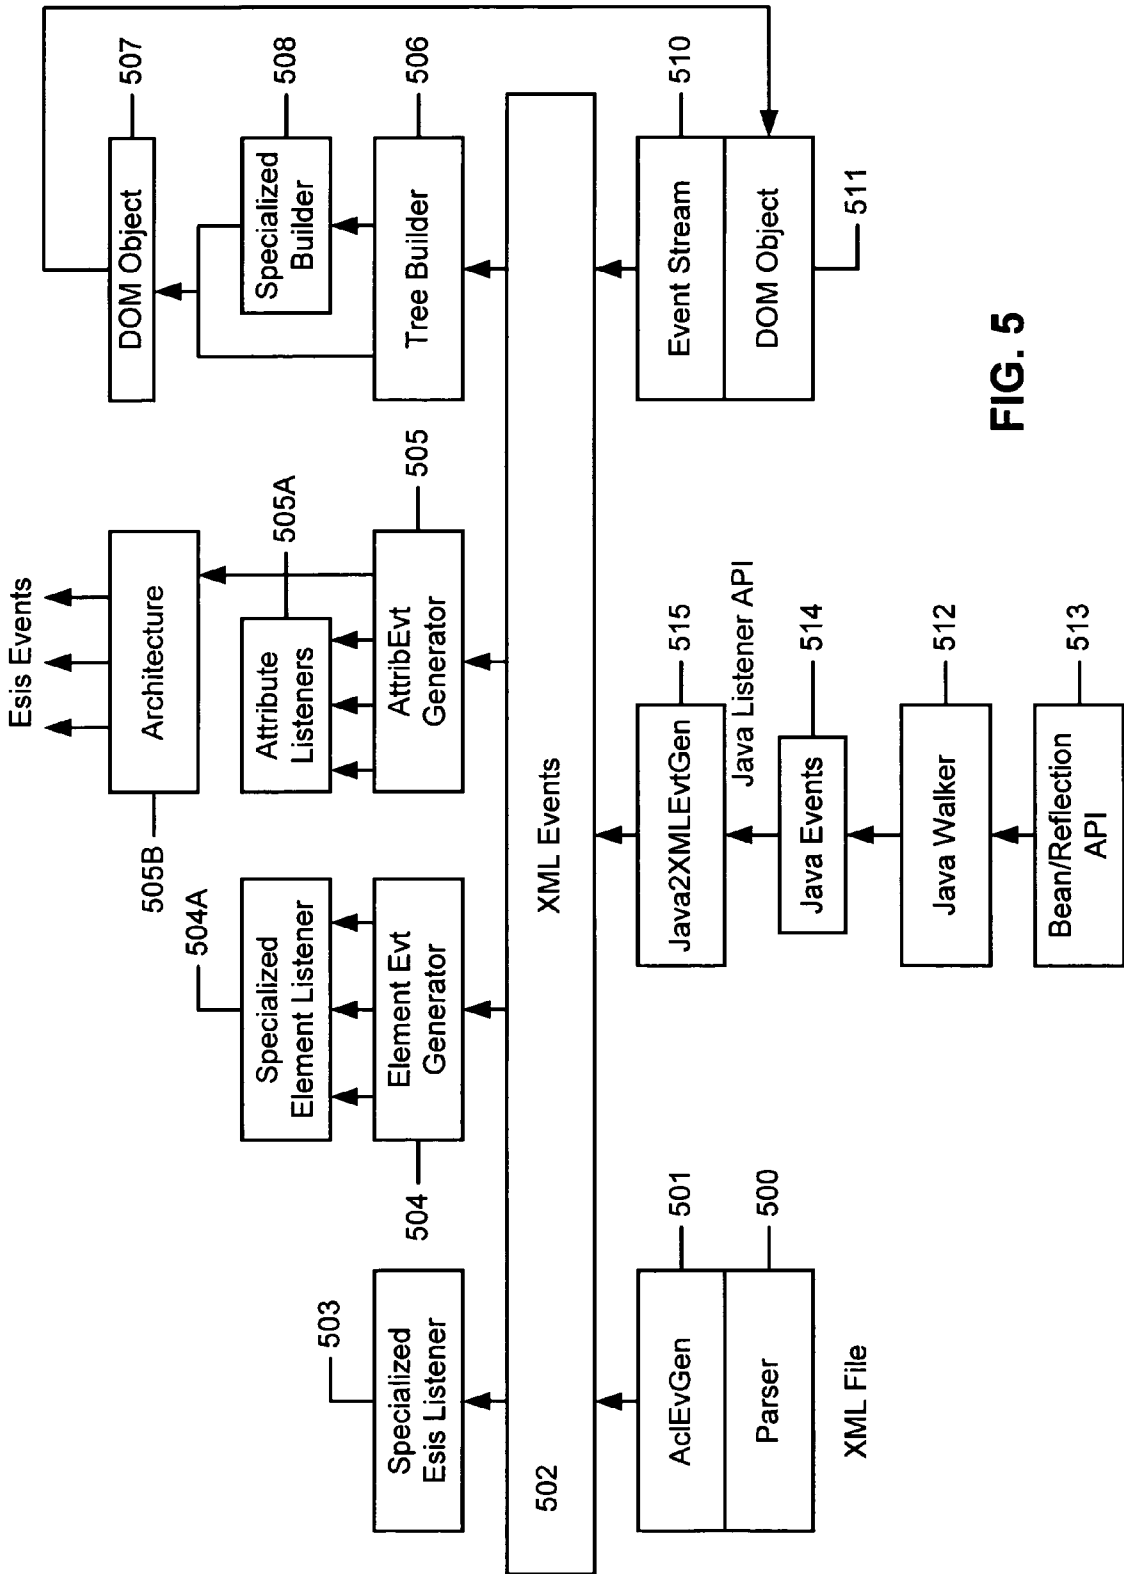 Esis Events
507
DOM Object
508
Specialized
Builder
506
Tree Builder
505B
Architecture
505A
Attribute
Listeners
505
AttribEvt
Generator
504A
Specialized
Element Listener
504
Element Evt
Generator
503
Specialized
Esis Listener
502
XML Events
501
AclEvGen
500
Parser
XML File
515
Java2XMLEvtGen
Java Listener API
514
Java Events
512
Java Walker
513
Bean/Reflection
API
510
Event Stream
DOM Object
511
FIG. 5